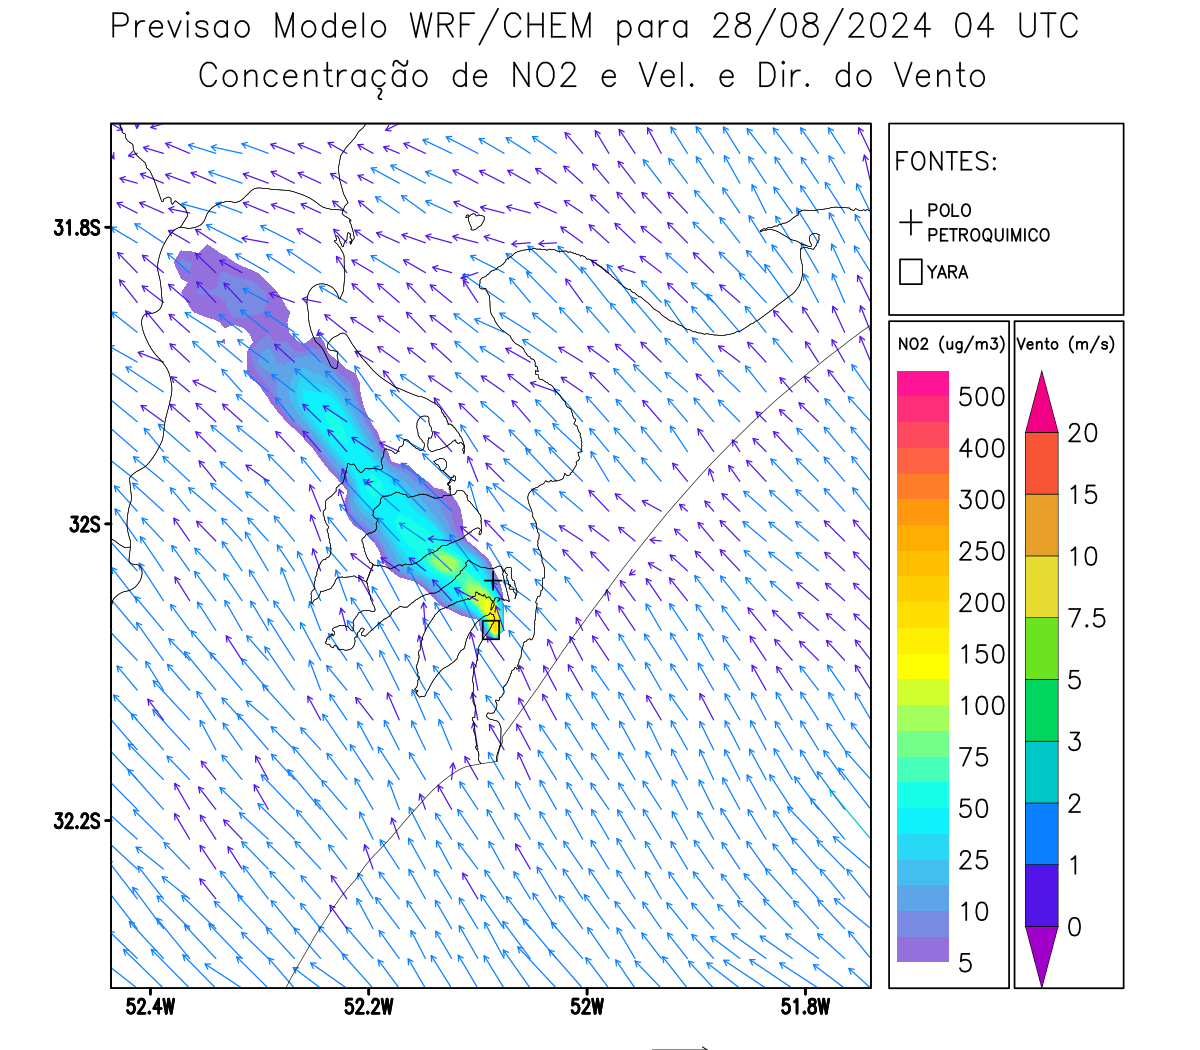 Previsao Modelo WRF/CHEM para 28/08/2024 04 UTC
Concentração de NO2 e Vel. e Dir. do Vento
FONTES:
POLO
PETROQUIMICO
YARA
NO2 (ug/m3)
500
400
300
250
200
150
100
75
50
25
10
5
Vento (m/s)
20
15
10
7.5
5
3
2
1
0
31.8S
32S
32.2S
52.4W
52.2W
52W
51.8W